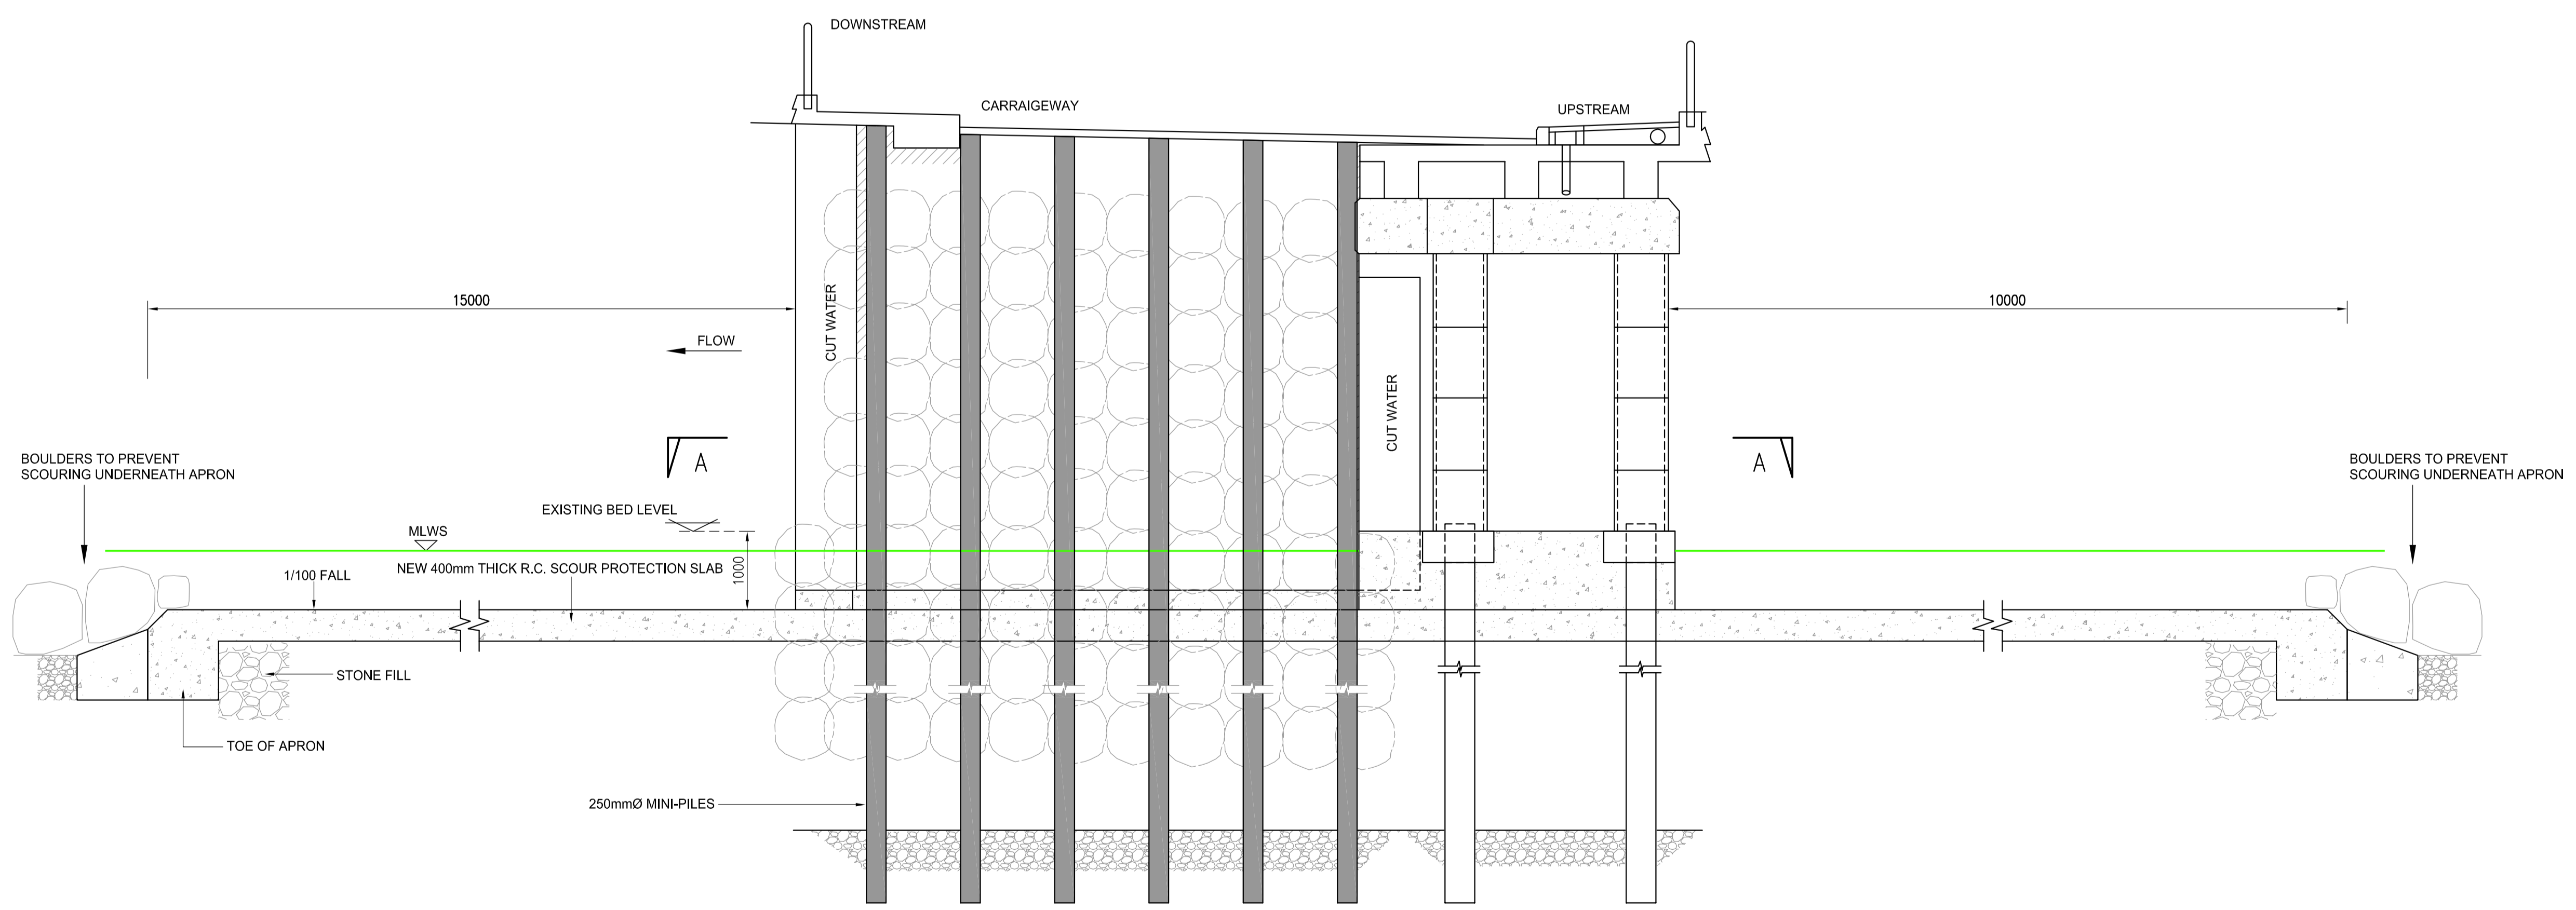 DOWNSTREAM
CARRAIGEWAY
UPSTREAM
15000
10000
CUT WATER
FLOW
CUT WATER
A
A
BOULDERS TO PREVENT
SCOURING UNDERNEATH APRON
BOULDERS TO PREVENT
SCOURING UNDERNEATH APRON
EXISTING BED LEVEL
MLWS
1000
1/100 FALL
NEW 400mm THICK R.C. SCOUR PROTECTION SLAB
STONE FILL
TOE OF APRON
250mmØ MINI-PILES